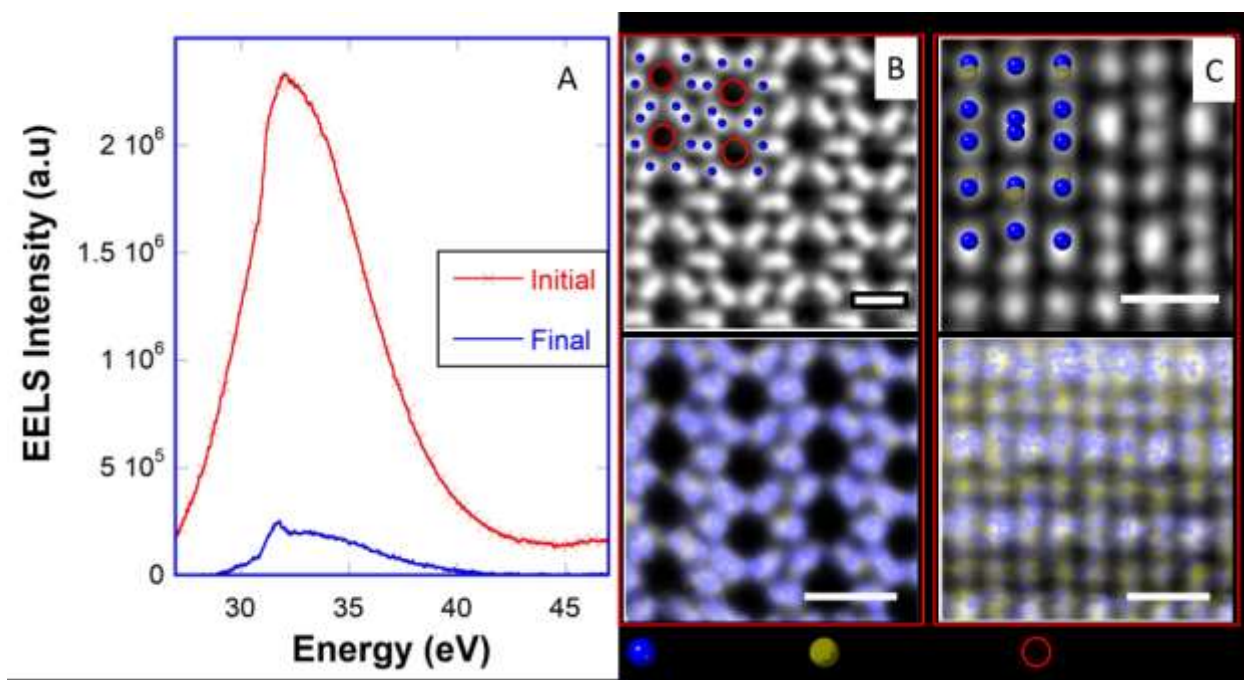 A
EELS Intensity (a.u)
2 10⁶
1.5 10⁶
1 10⁶
5 10⁵
0
30
35
40
45
Energy (eV)
Initial
Final
B
C